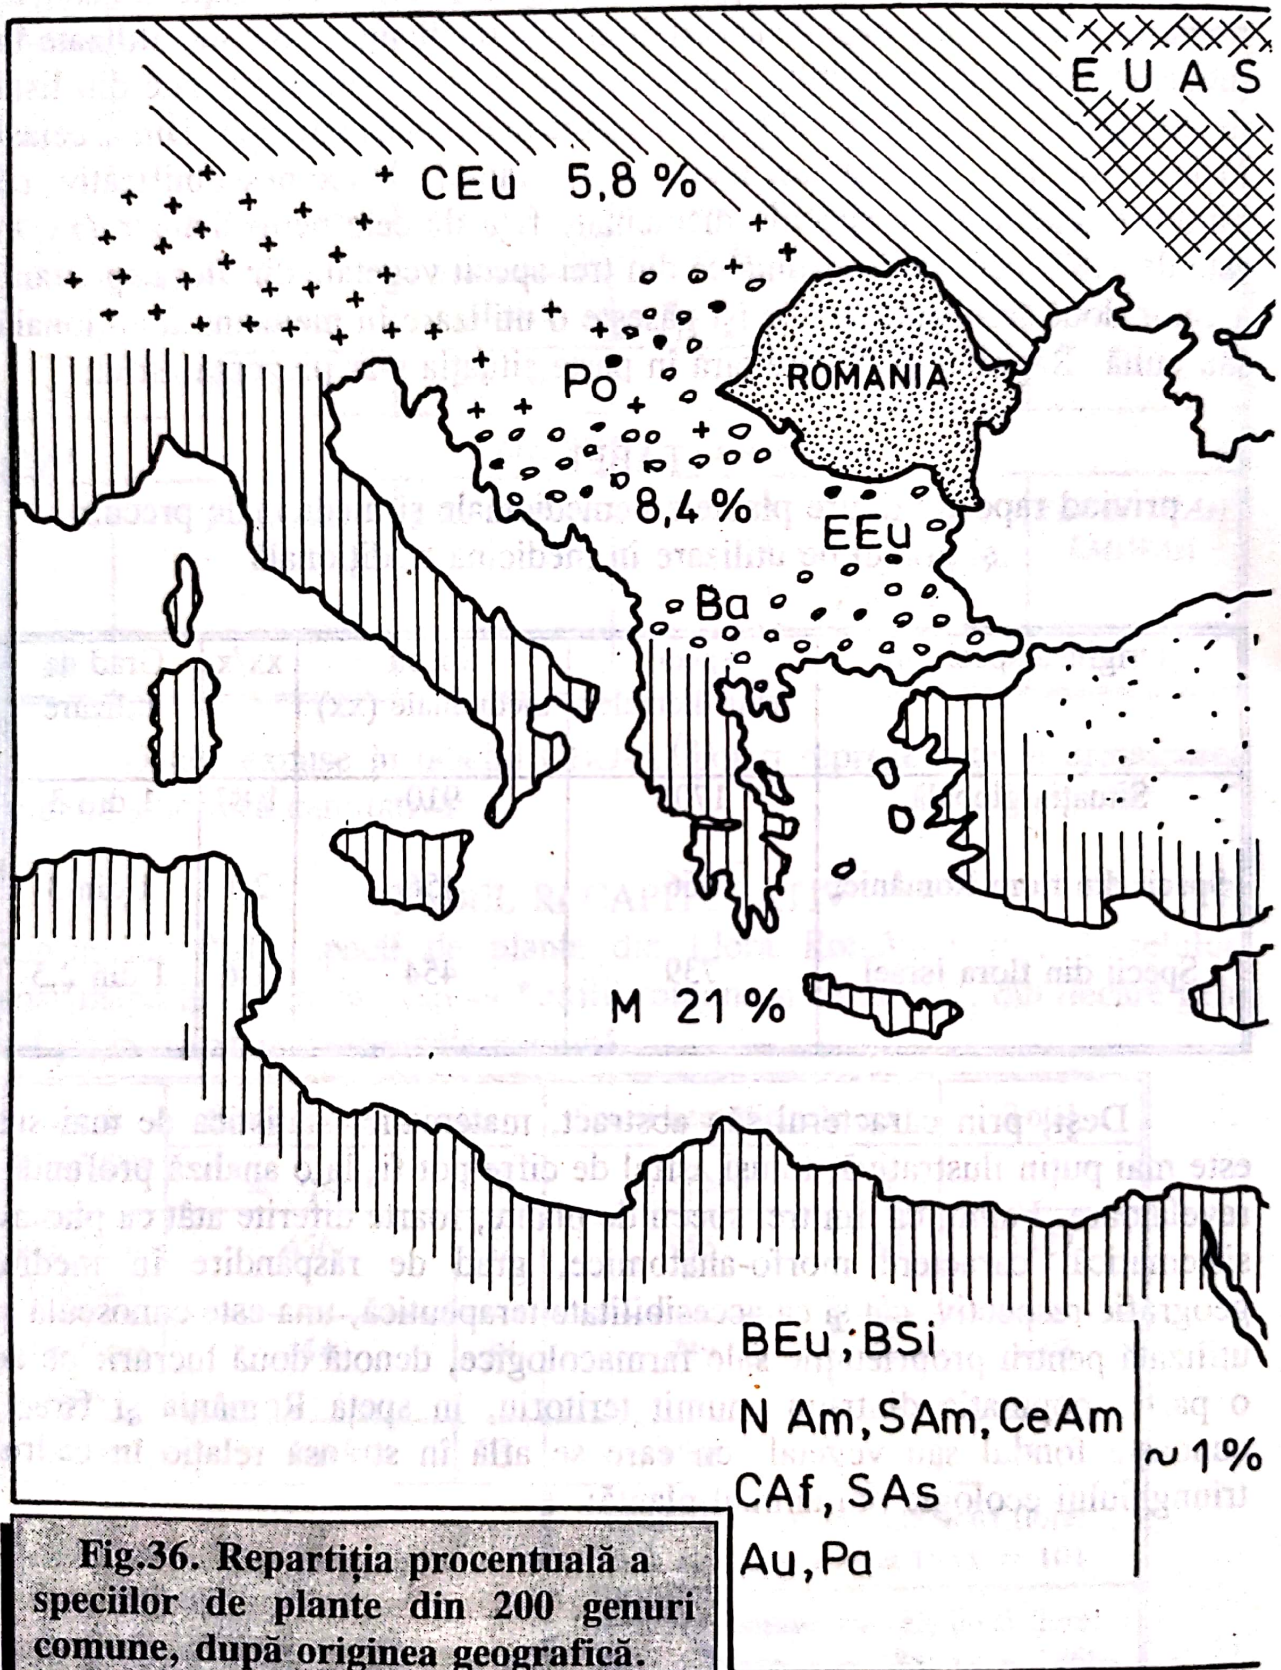 EUAS
CEu 5,8%
ROMANIA
Po
8,4%
EEu
Ba
M 21%
BEu; BSi
N Am, SAm, CeAm
~1%
CAf, SAs
Au, Pa
Fig.36. Repartiția procentuală a
speciilor de plante din 200 genuri
comune, după originea geografică.